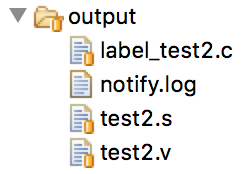 output
label_test2.c
notify.log
test2.s
test2.v